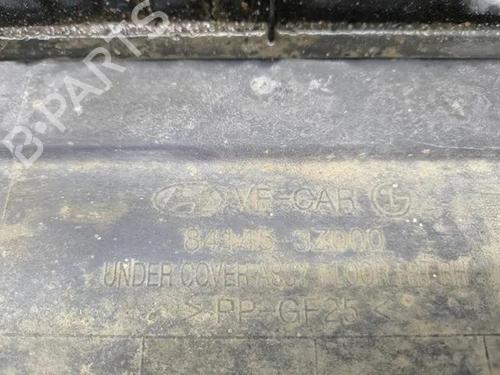 B-PARTS
VF-CAR
84145 3Z000
UNDER COVER ASSY FLOOR RR RH
>PP-GF25<